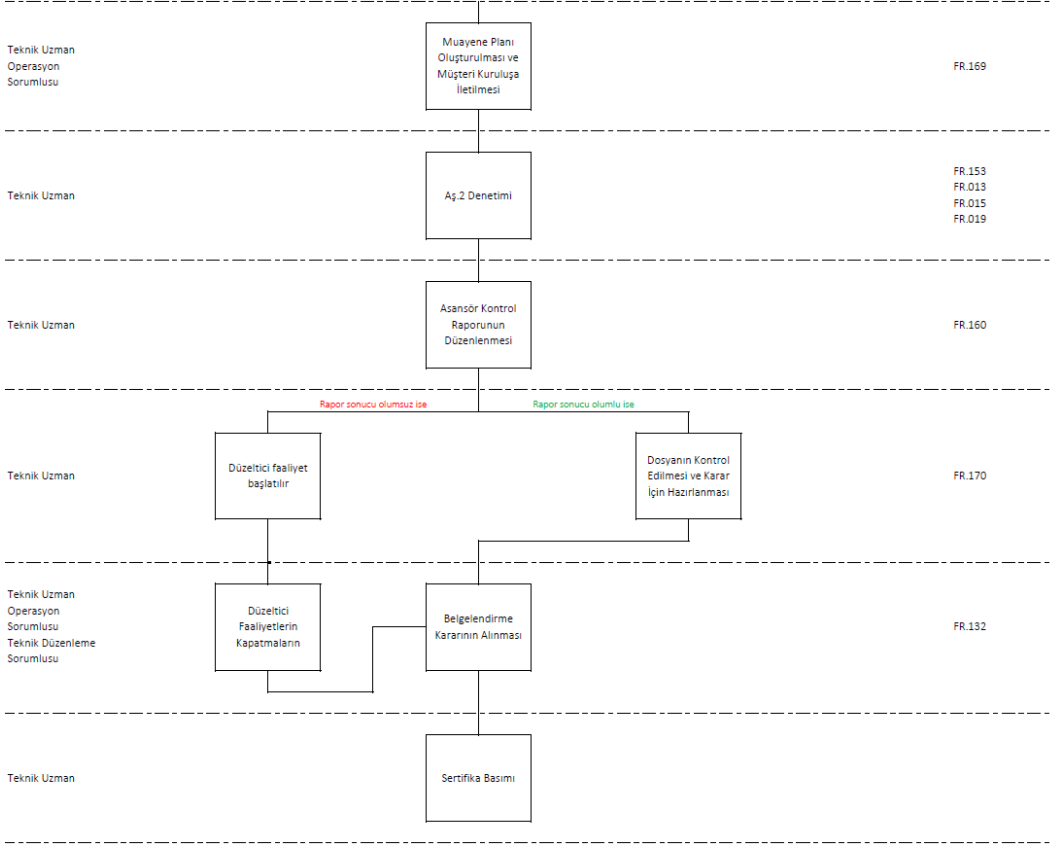 Teknik Uzman
Operasyon
Sorumlusu
Muayene Planı
Oluşturulması ve
Müşteri Kuruluşa
İletilmesi
FR.169
Teknik Uzman
Aş.2 Denetimi
FR.153
FR.013
FR.015
FR.019
Teknik Uzman
Asansör Kontrol
Raporunun
Düzenlenmesi
FR.160
Rapor sonucu olumsuz ise
Rapor sonucu olumlu ise
Teknik Uzman
Düzeltici faaliyet
başlatılır
Dosyanın Kontrol
Edilmesi ve Karar
İçin Hazırlanması
FR.170
Teknik Uzman
Operasyon
Sorumlusu
Teknik Düzenleme
Sorumlusu
Düzeltici
Faaliyetlerin
Kapatmaların
Belgelendirme
Kararının Alınması
FR.132
Teknik Uzman
Sertifika Basımı